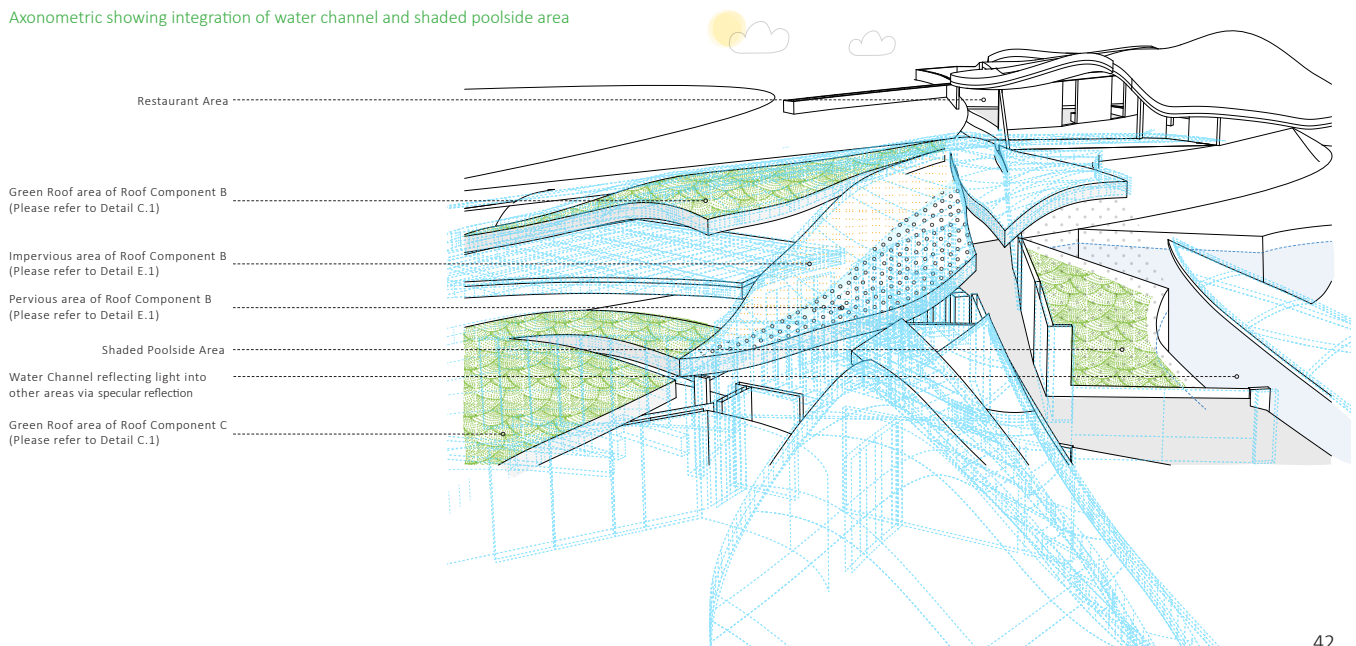 Axonometric showing integration of water channel and shaded poolside area
Restaurant Area
Green Roof area of Roof Component B
(Please refer to Detail C.1)
Impervious area of Roof Component B
(Please refer to Detail E.1)
Pervious area of Roof Component B
(Please refer to Detail E.1)
Shaded Poolside Area
Water Channel reflecting light into
other areas via specular reflection
Green Roof area of Roof Component C
(Please refer to Detail C.1)
42